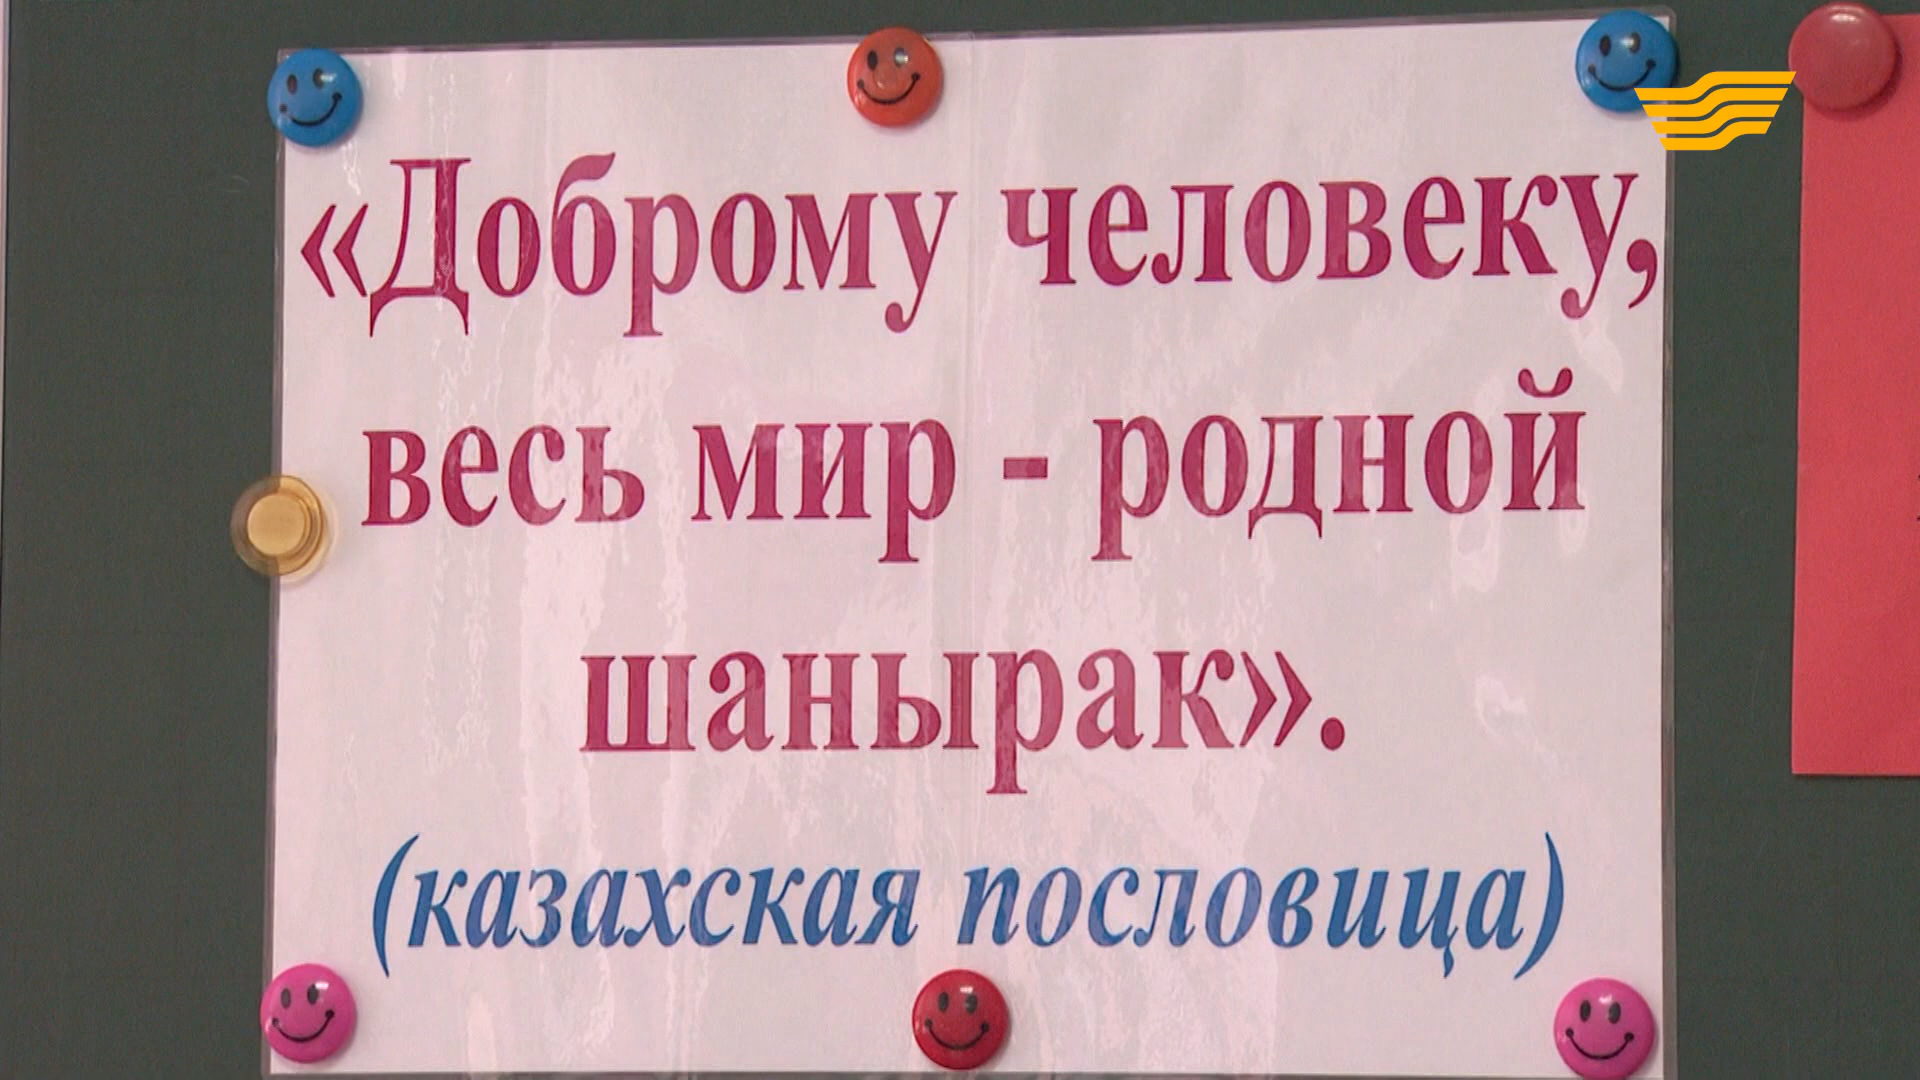 «Доброму человеку,
весь мир - родной
шанырак».
(казахская пословица)